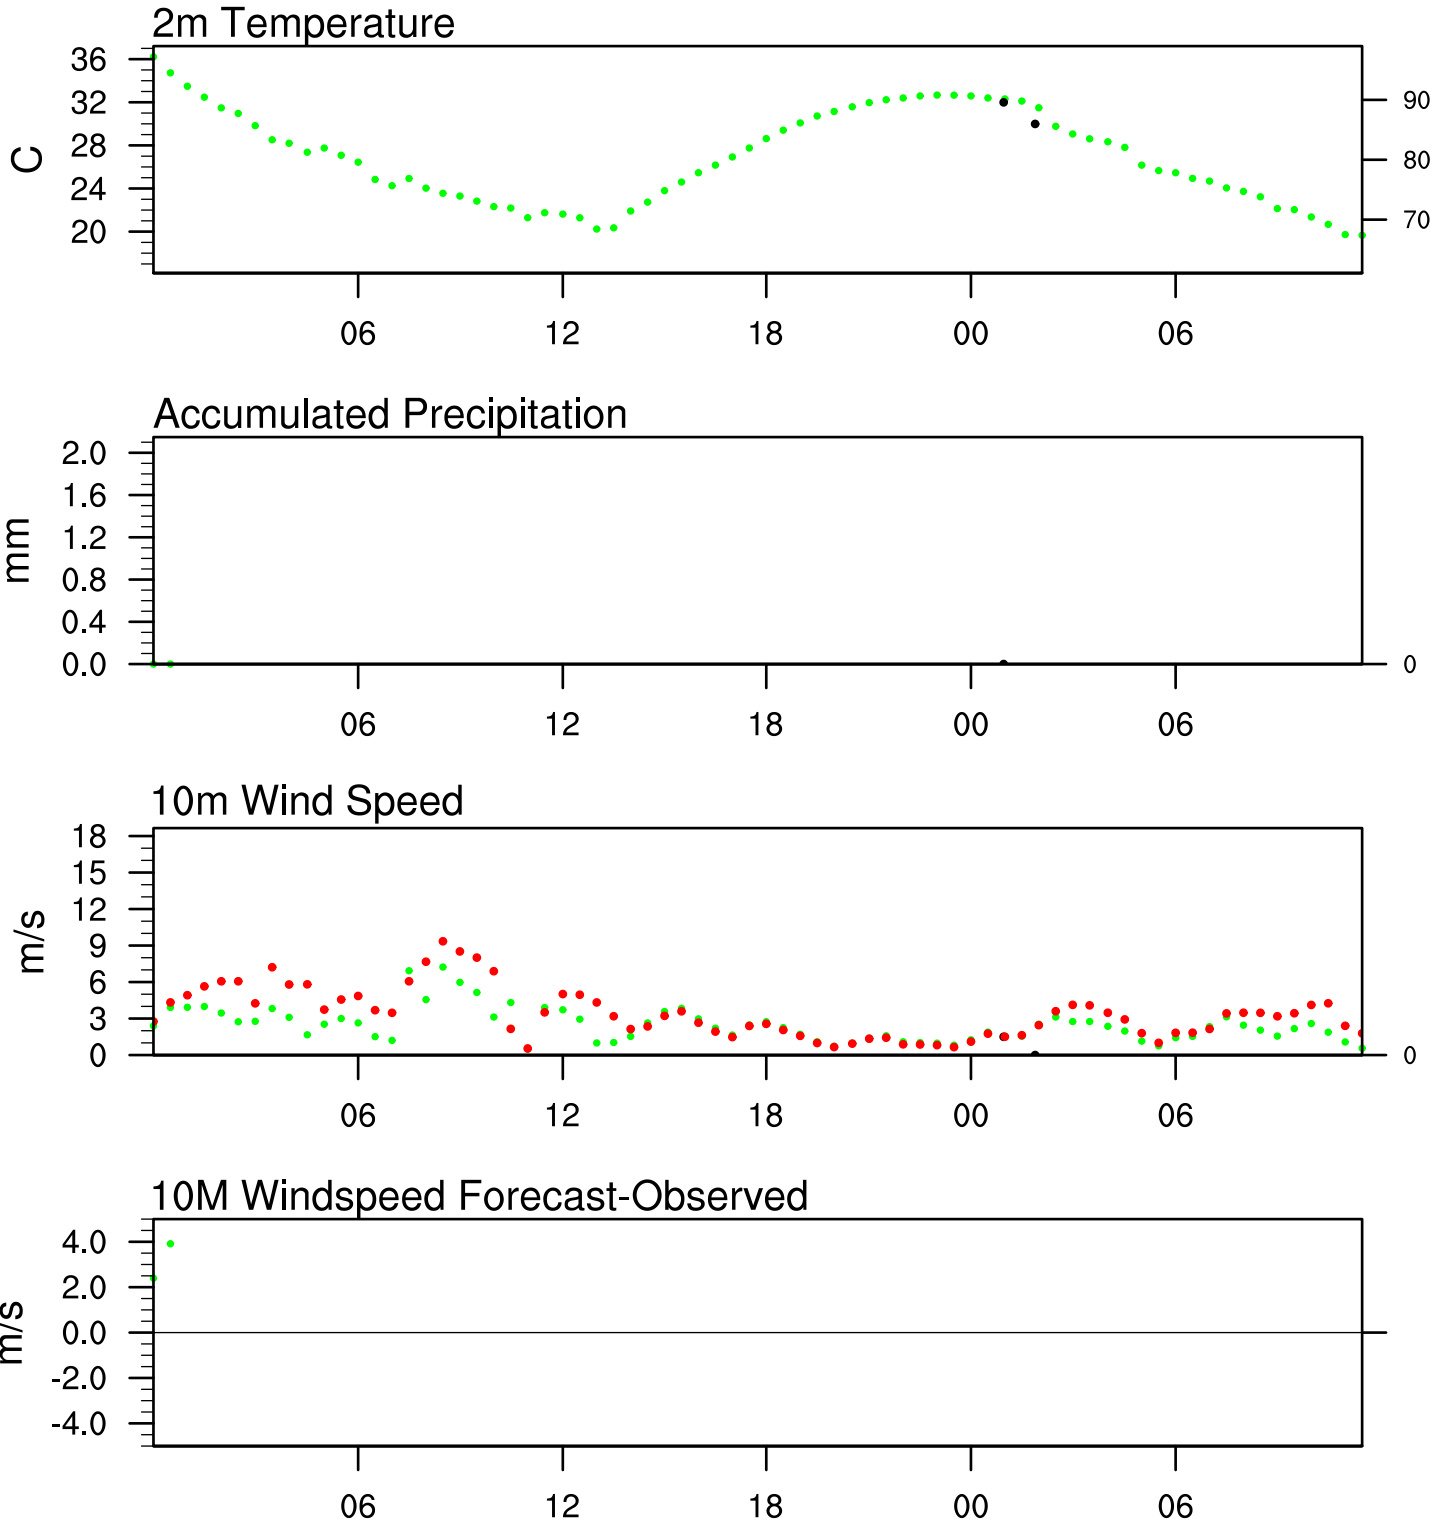 2m Temperature
36
32
28
24
20
C
90
80
70
06 12 18 00 06
Accumulated Precipitation
2.0
1.6
1.2
0.8
0.4
0.0
mm
0
06 12 18 00 06
10m Wind Speed
18
15
12
9
6
3
0
m/s
0
06 12 18 00 06
10M Windspeed Forecast-Observed
4.0
2.0
0.0
-2.0
-4.0
m/s
06 12 18 00 06